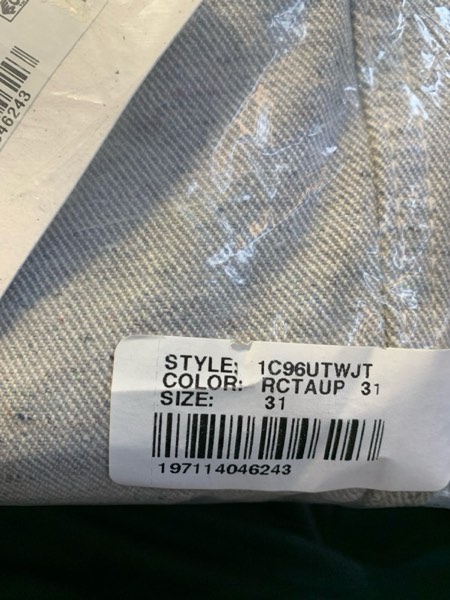 46243
STYLE: 1C96UTWJT
COLOR: RCTAUP 31
SIZE: 31
197114046243